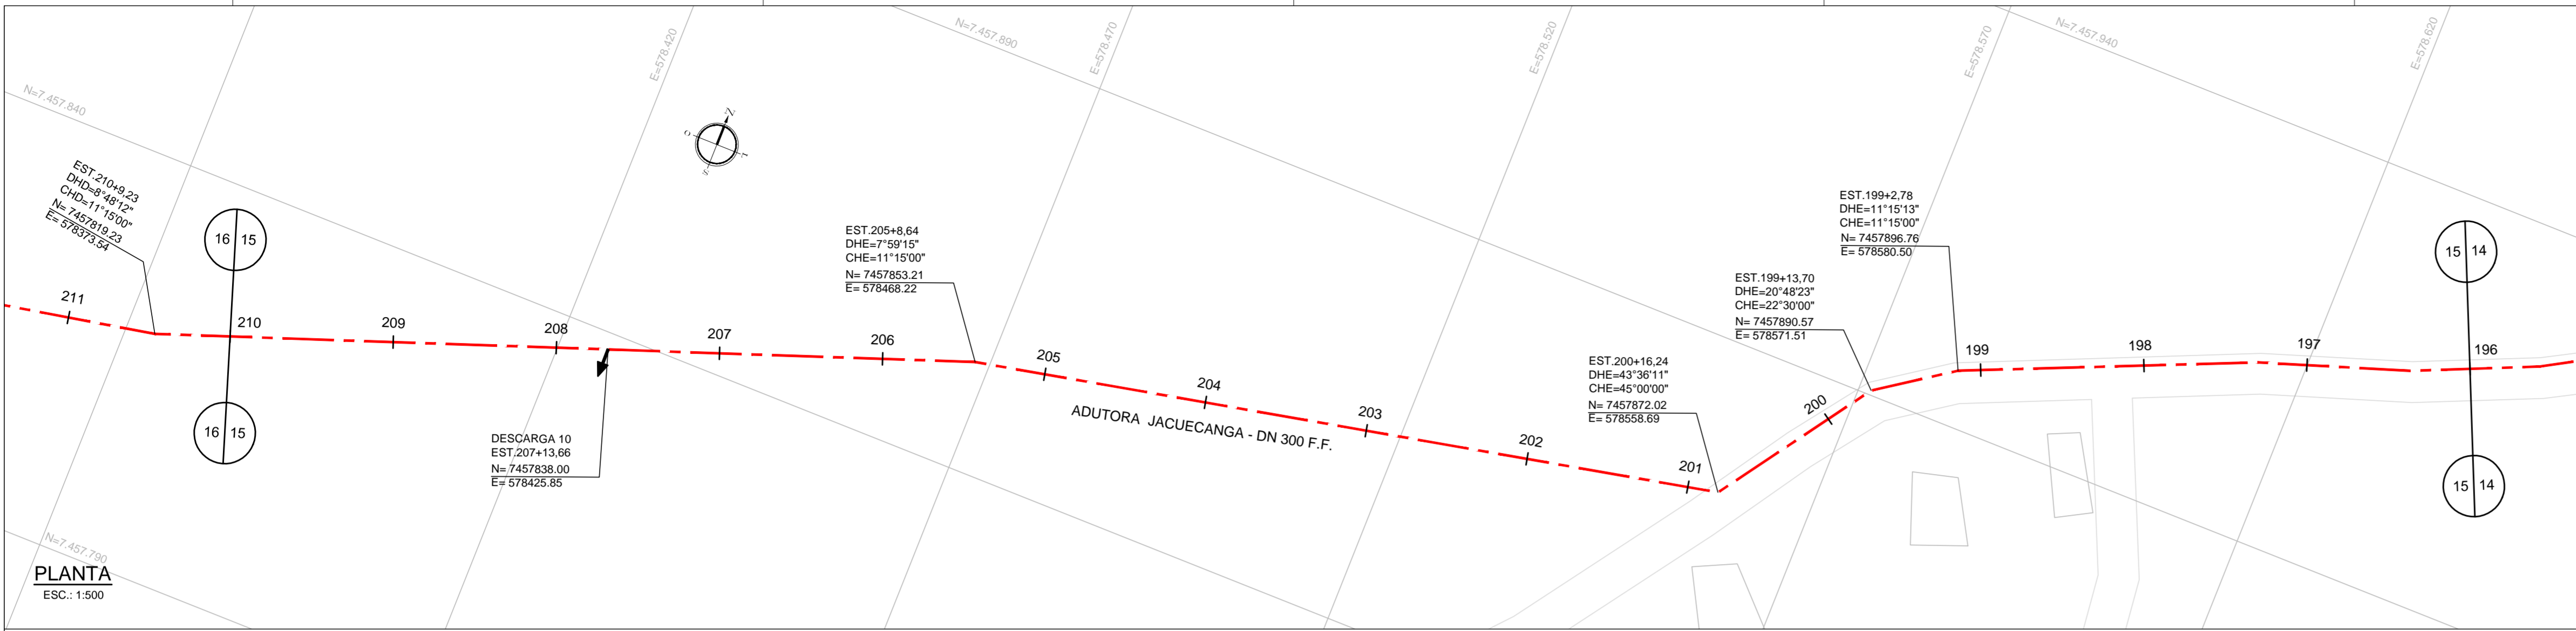 N=7.457.840
E=578.420
N=7.457.890
E=578.470
E=578.520
E=578.570
N=7.457.940
E=578.620
N
O
L
S
EST.210+9,23
DHD=8°48'12"
CHD=11°15'00"
N= 7457819.23
E= 578373.54
16 15
EST.205+8,64
DHE=7°59'15"
CHE=11°15'00"
N= 7457853.21
E= 578468.22
EST.199+13,70
DHE=20°48'23"
CHE=22°30'00"
N= 7457890.57
E= 578571.51
EST.199+2,78
DHE=11°15'13"
CHE=11°15'00"
N= 7457896.76
E= 578580.50
15 14
211
210
209
208
207
206
205
204
203
202
201
200
199
198
197
196
EST.200+16,24
DHE=43°36'11"
CHE=45°00'00"
N= 7457872.02
E= 578558.69
ADUTORA JACUECANGA - DN 300 F.F.
16 15
DESCARGA 10
EST.207+13,66
N= 7457838.00
E= 578425.85
15 14
N=7.457.790
PLANTA
ESC.: 1:500